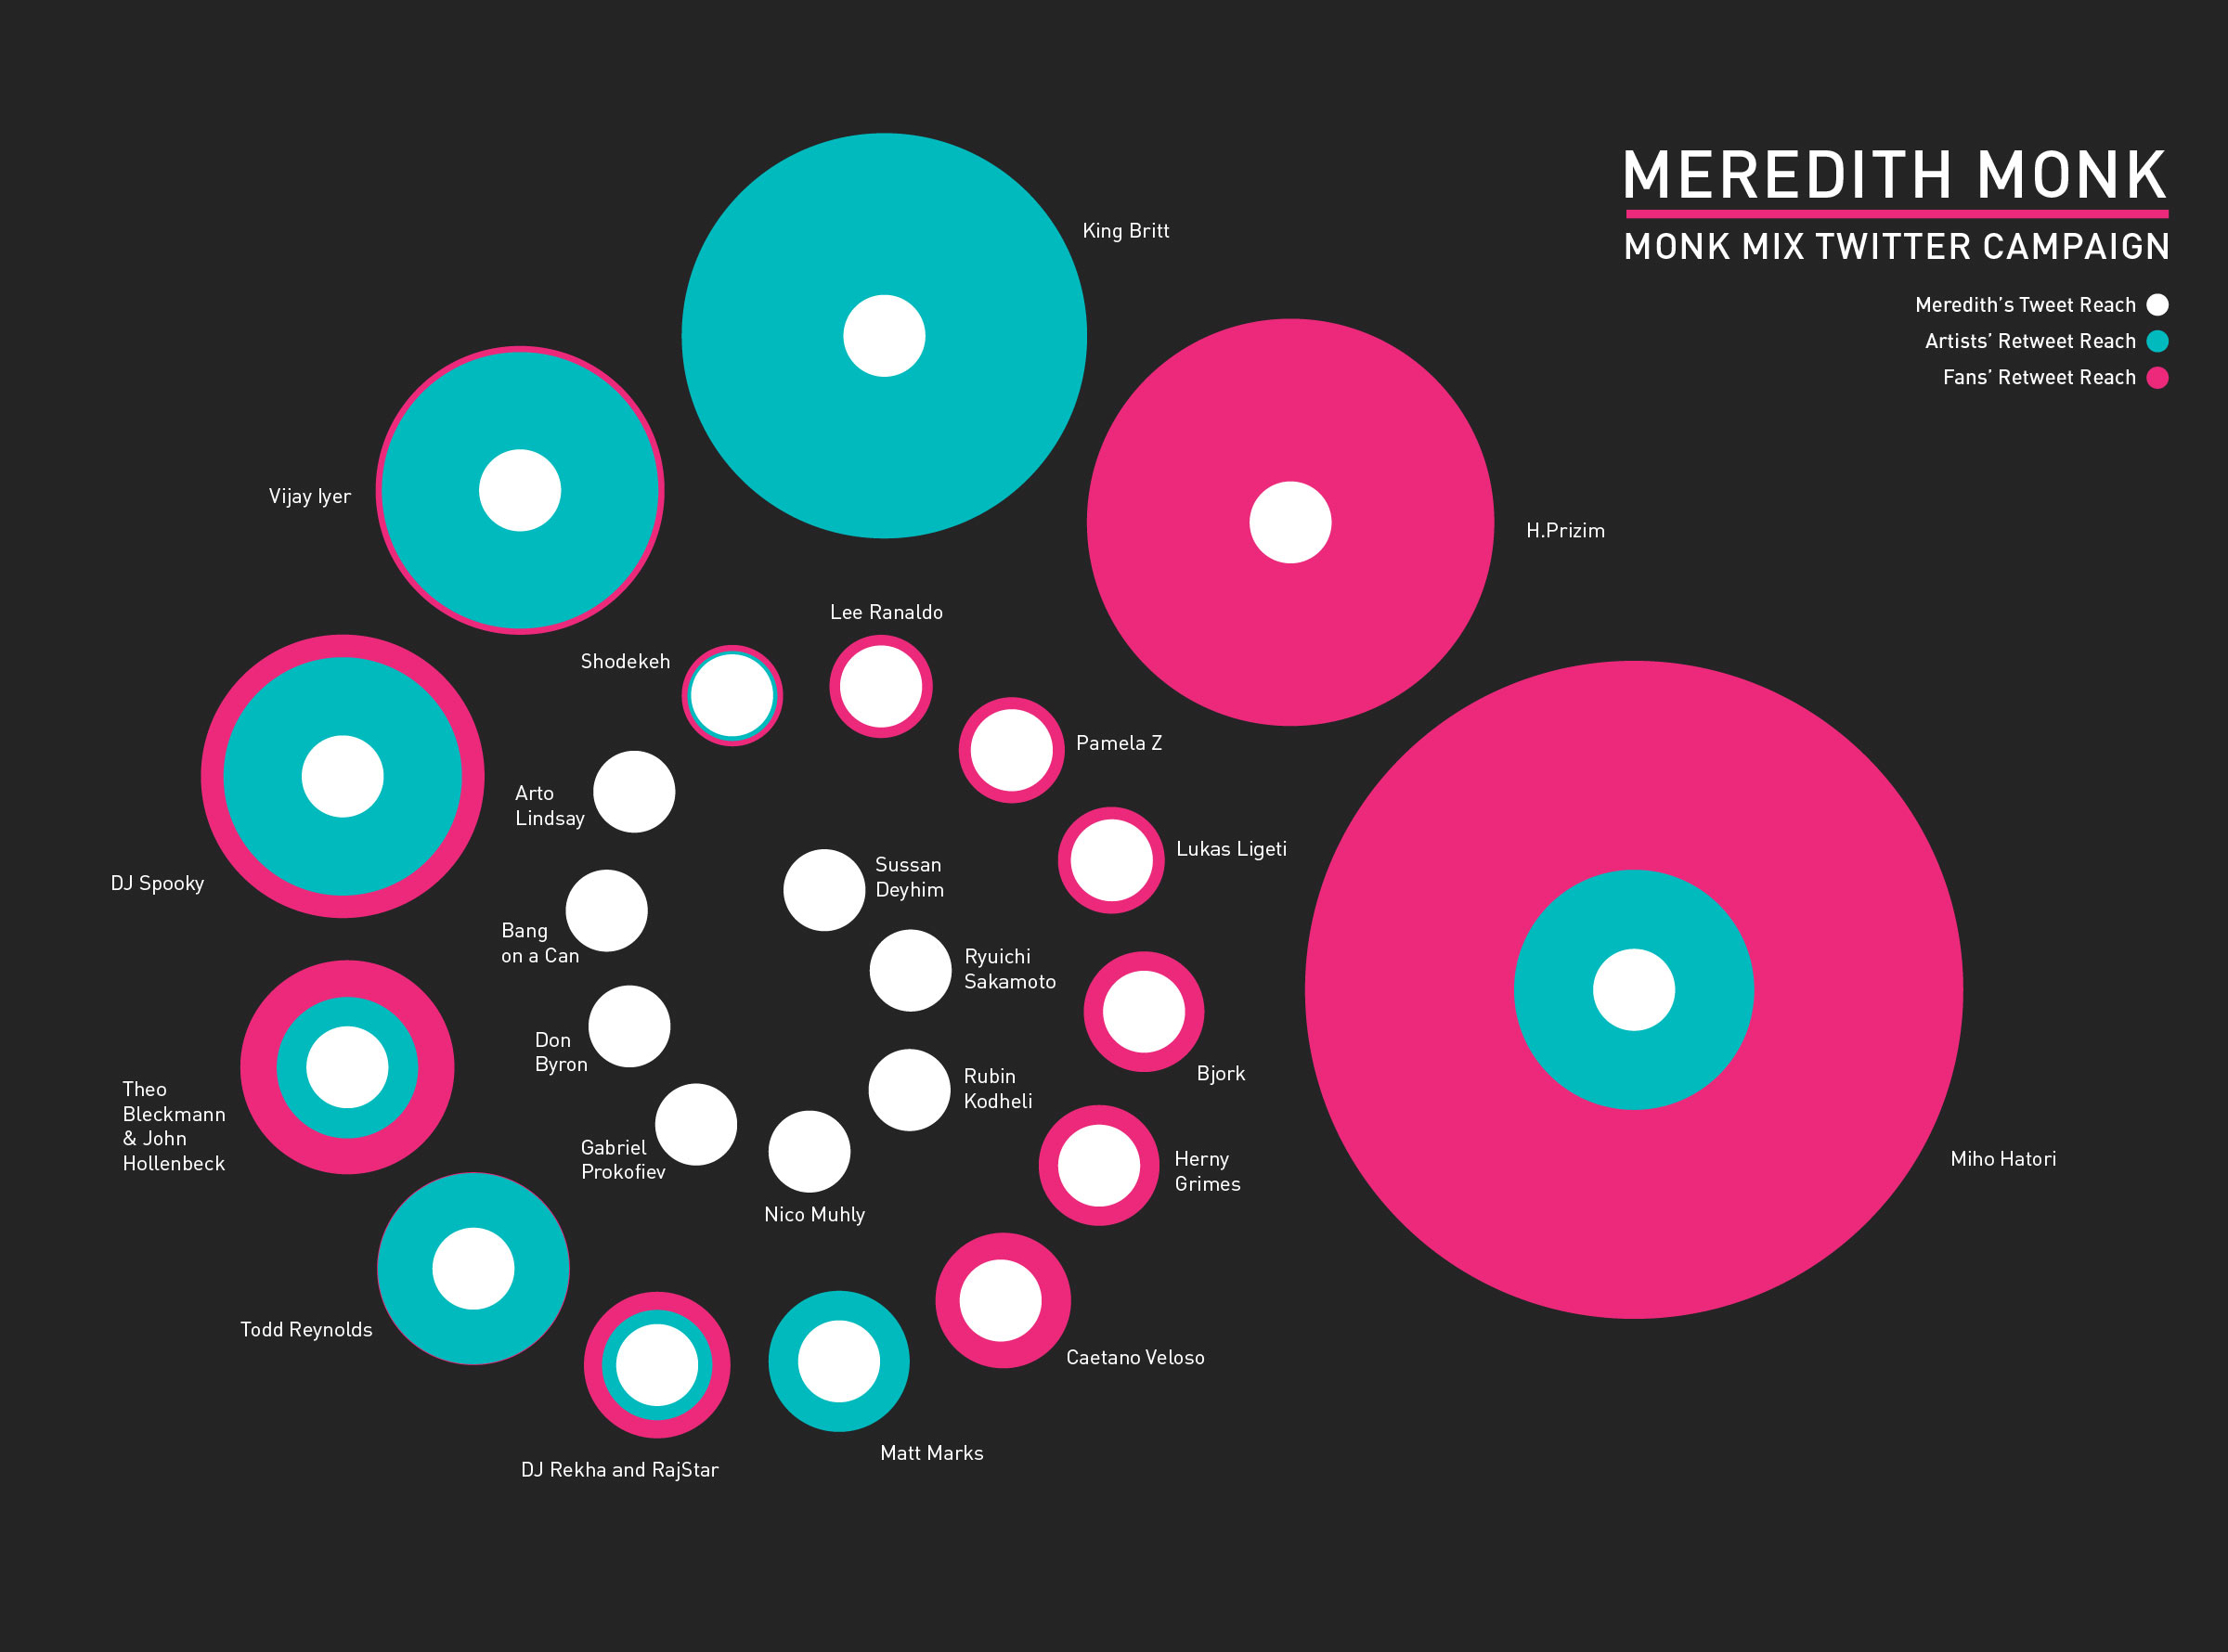 MEREDITH MONK
MONK MIX TWITTER CAMPAIGN
Meredith's Tweet Reach
Artists' Retweet Reach
Fans' Retweet Reach
King Britt
H.Prizim
Vijay Iyer
Lee Ranaldo
Shodekeh
Pamela Z
Arto
Lindsay
Lukas Ligeti
Sussan
Deyhim
DJ Spooky
Bang
on a Can
Ryuichi
Sakamoto
Don
Byron
Bjork
Rubin
Kodheli
Theo
Bleckmann
& John
Hollenbeck
Gabriel
Prokofiev
Herny
Grimes
Miho Hatori
Nico Muhly
Todd Reynolds
Caetano Veloso
Matt Marks
DJ Rekha and RajStar